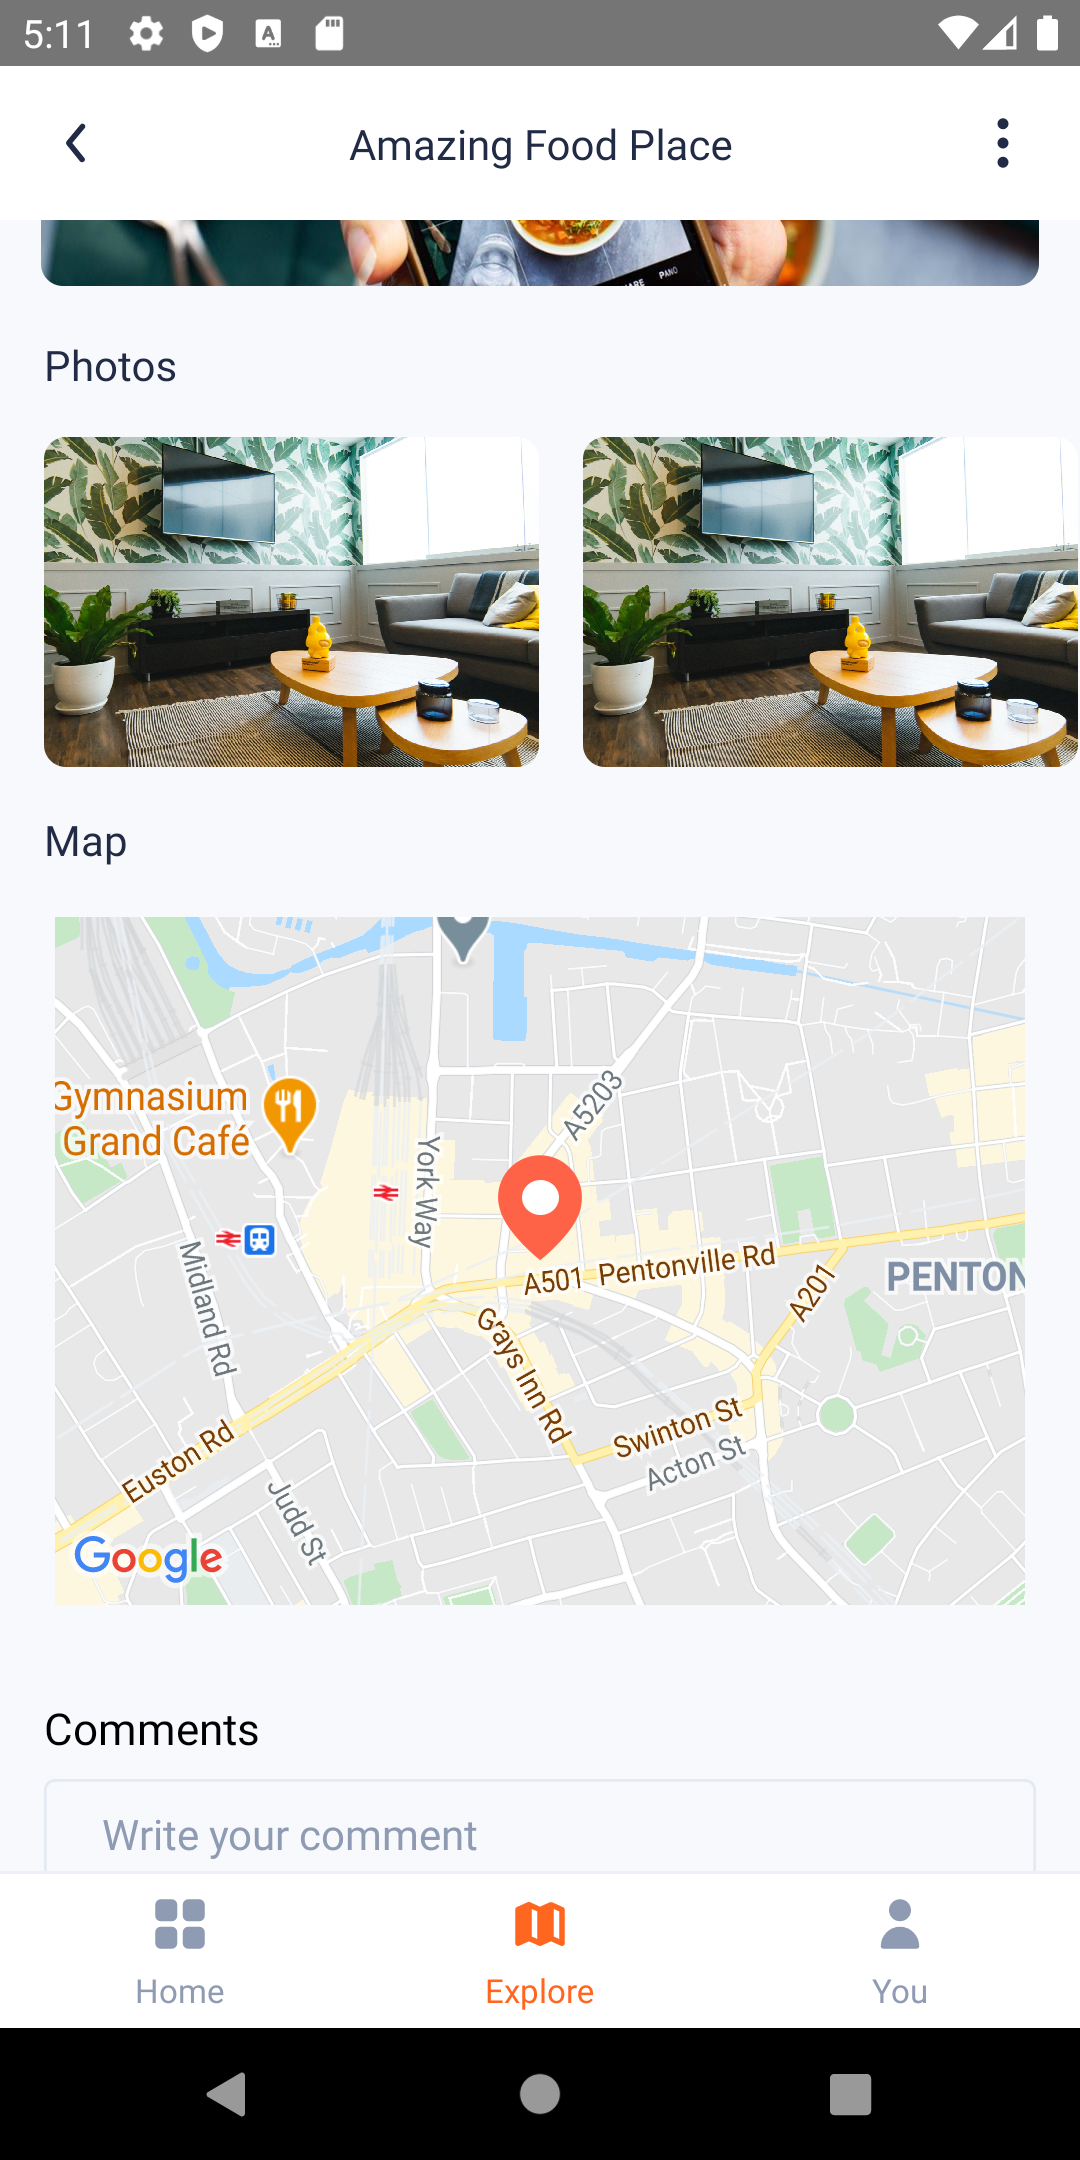 5:11
Amazing Food Place
PANO
Photos
Map
Gymnasium
Grand Café
A5203
York Way
A501
Pentonville Rd
A201
PENTON
Midland Rd
Grays Inn Rd
Swinton St
Acton St
Euston Rd
Judd St
Google
Comments
Write your comment
Home
Explore
You